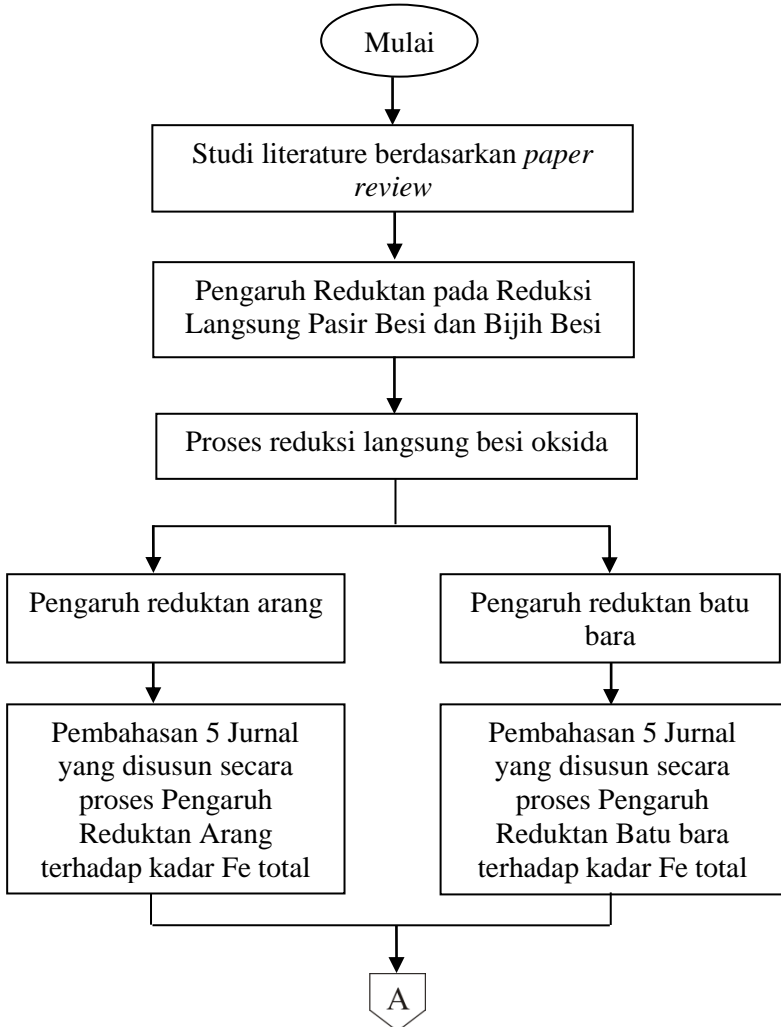 Mulai
Studi literature berdasarkan paper
review
Pengaruh Reduktan pada Reduksi
Langsung Pasir Besi dan Bijih Besi
Proses reduksi langsung besi oksida
Pengaruh reduktan arang
Pengaruh reduktan batu
bara
Pembahasan 5 Jurnal
yang disusun secara
proses Pengaruh
Reduktan Arang
terhadap kadar Fe total
Pembahasan 5 Jurnal
yang disusun secara
proses Pengaruh
Reduktan Batu bara
terhadap kadar Fe total
A